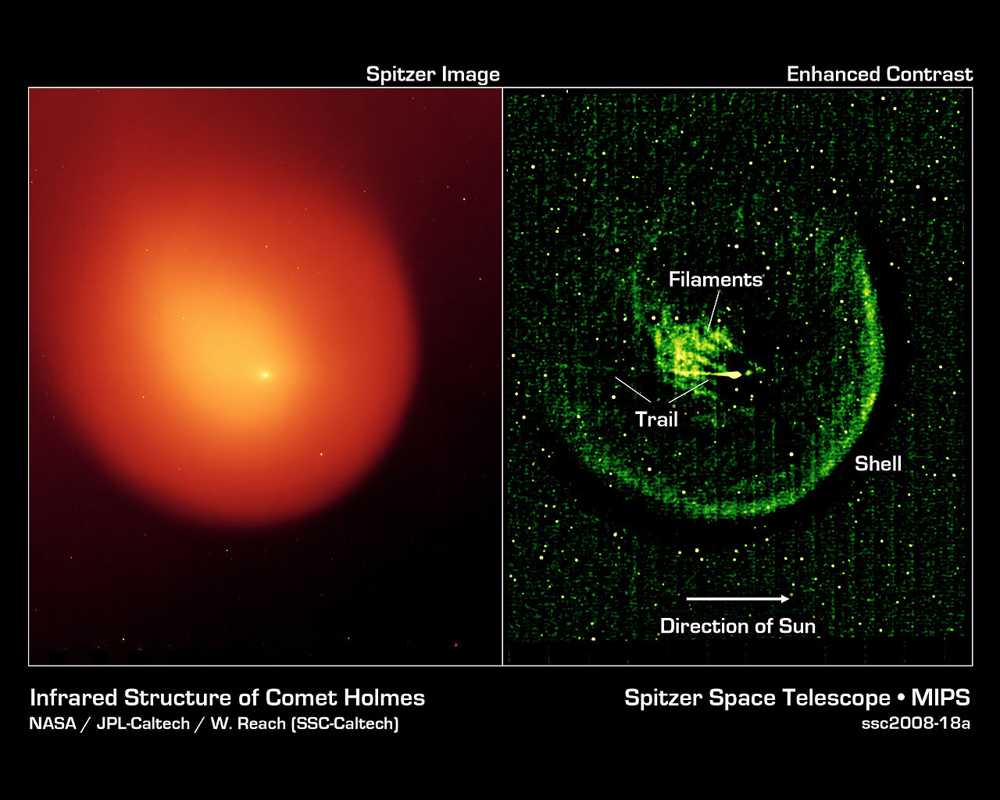 Spitzer Image
Enhanced Contrast
Filaments
Trail
Shell
Direction of Sun
Infrared Structure of Comet Holmes
NASA / JPL-Caltech / W. Reach (SSC-Caltech)
Spitzer Space Telescope • MIPS
ssc2008-18a